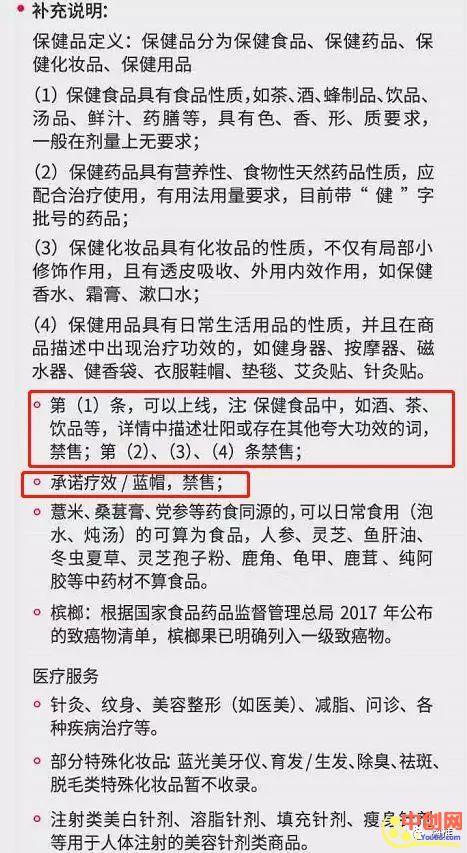 补充说明:
保健品定义：保健品分为保健食品、保健药品、保
健化妆品、保健用品
（1）保健食品具有食品性质，如茶、酒、蜂制品、饮品、
汤品、鲜汁、药膳等，具有色、香、形、质要求，
一般在剂量上无要求；
（2）保健药品具有营养性、食物性天然药品性质，应
配合治疗使用，有用法用量要求，目前带“健”字
批号的药品；
（3）保健化妆品具有化妆品的性质，不仅有局部小
修饰作用，且有透皮吸收、外用内效作用，如保健
香水、霜膏、漱口水；
（4）保健用品具有日常生活用品的性质，并且在商
品描述中出现治疗功效的，如健身器、按摩器、磁
水器、健香袋、衣服鞋帽、垫毯、艾灸贴、针灸贴。
第（1）条，可以上线，注: 保健食品中，如酒、茶、
饮品等，详情中描述壮阳或存在其他夸大功效的词，
禁售；第（2）、（3）、（4）条禁售；
承诺疗效 / 蓝帽，禁售；
薏米、桑葚膏、党参等药食同源的，可以日常食用（泡
水、炖汤）的可算为食品，人参、灵芝、鱼肝油、
冬虫夏草、灵芝孢子粉、鹿角、龟甲、鹿茸、纯阿
胶等中药材不算食品。
槟榔：根据国家食品药品监督管理总局 2017 年公布
的致癌物清单，槟榔果已明确列入一级致癌物。
医疗服务
针灸、纹身、美容整形（如医美）、减脂、问诊、各
种疾病治疗等。
部分特殊化妆品: 蓝光美牙仪、育发/生发、除臭、祛斑、
脱毛类特殊化妆品暂不收录。
注射类美白针剂、溶脂针剂、填充针剂、瘦身针剂
等用于人体注射的美容针剂类商品。
中创网